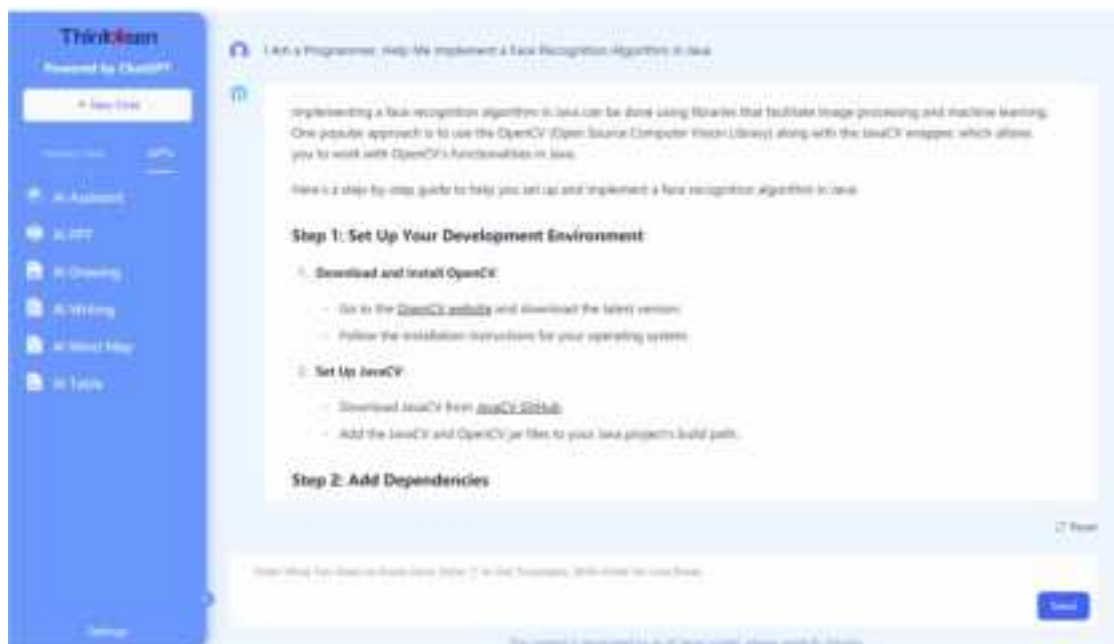 Powered by ChatGPT
+ New Chat
GPTs
AI Assistant
AI PPT
AI Drawing
AI Writing
AI Mind Map
AI Table
Settings
I Am a Programmer, Help Me Implement a Face Recognition Algorithm in Java
Implementing a face recognition algorithm in Java can be done using libraries that facilitate image processing and machine learning.
One popular approach is to use the OpenCV (Open Source Computer Vision Library) along with the JavaCV wrapper, which allows
you to work with OpenCV's functionalities in Java.
Here's a step-by-step guide to help you set up and implement a face recognition algorithm in Java:
Step 1: Set Up Your Development Environment
1. Download and Install OpenCV
Go to the OpenCV website and download the latest version.
Follow the installation instructions for your operating system.
2. Set Up JavaCV
Download JavaCV from JavaCV GitHub.
Add the JavaCV and OpenCV jar files to your Java project's build path.
Step 2: Add Dependencies
Reset
Send